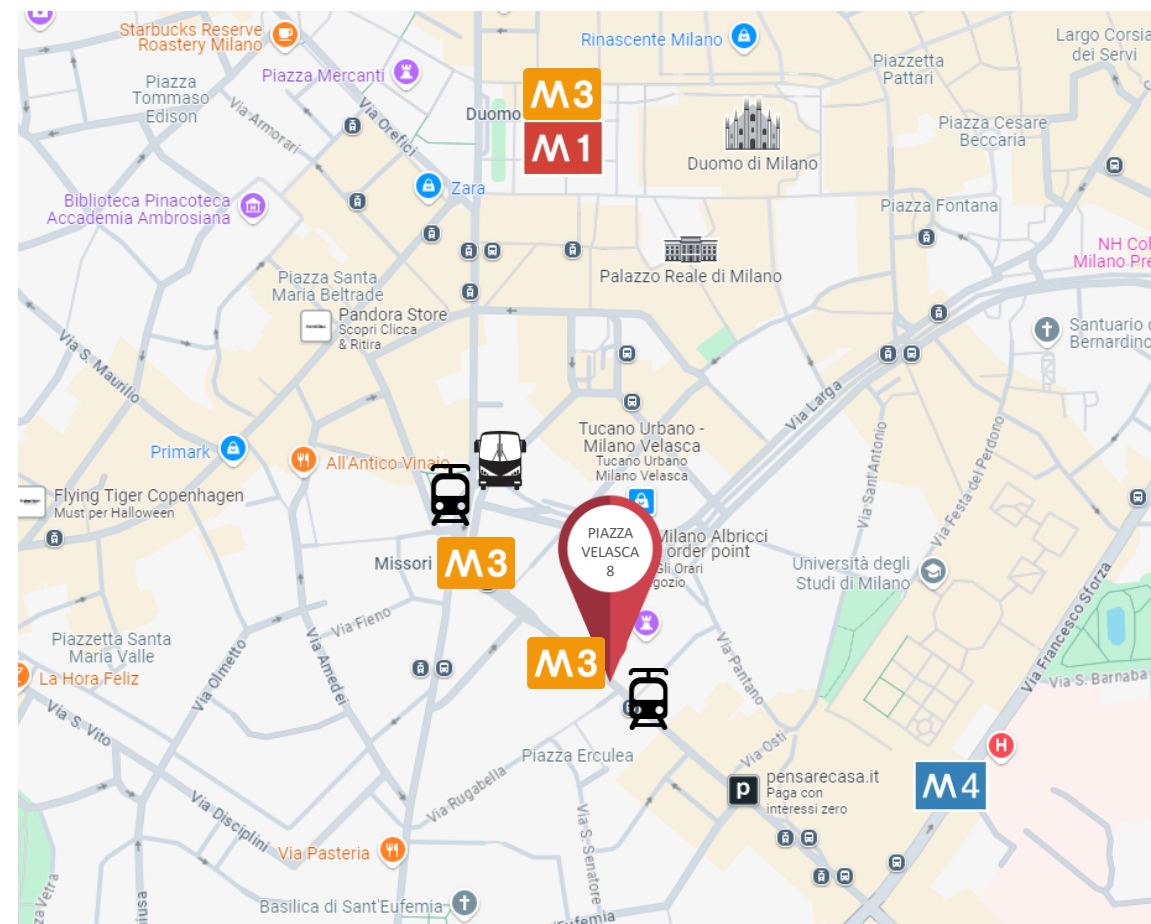 Starbucks Reserve
Roastery Milano
Rinascente Milano
Largo Corsia
dei Servi
Piazza Mercanti
Piazzetta
Pattari
Piazza
Tommaso
Edison
Via Armorari
Via Orefici
Duomo
M3
M1
Duomo di Milano
Piazza Cesare
Beccaria
Zara
Biblioteca Pinacoteca
Accademia Ambrosiana
Piazza Fontana
NH Col
Milano Pre
Palazzo Reale di Milano
Piazza Santa
Maria Beltrade
Pandora Store
Scopri Clicca
& Ritira
Santuario
Bernardino
Via S. Maurilio
Via Larga
Tucano Urbano -
Milano Velasca
Tucano Urbano
Milano Velasca
Primark
All'Antico Vinaio
Via Sant'Antonio
Via Festa del Perdono
Flying Tiger Copenhagen
Must per Halloween
PIAZZA
VELASCA
8
Milano Albricci
order point
Gli Orari
egozio
Missori
M3
Università degli
Studi di Milano
Via Francesco Sforza
Via Fieno
Piazzetta Santa
Maria Valle
Via Olmetto
Via Amedei
M3
Via Pantano
La Hora Feliz
Via S. Barnaba
Via S. Vito
Piazza Erculea
Via Osti
H
p
pensarecasa.it
Paga con
interessi zero
M4
Via Rugabella
Via Disciplini
Via S. Senatore
Via Pasteria
Basilica di Sant'Eufemia